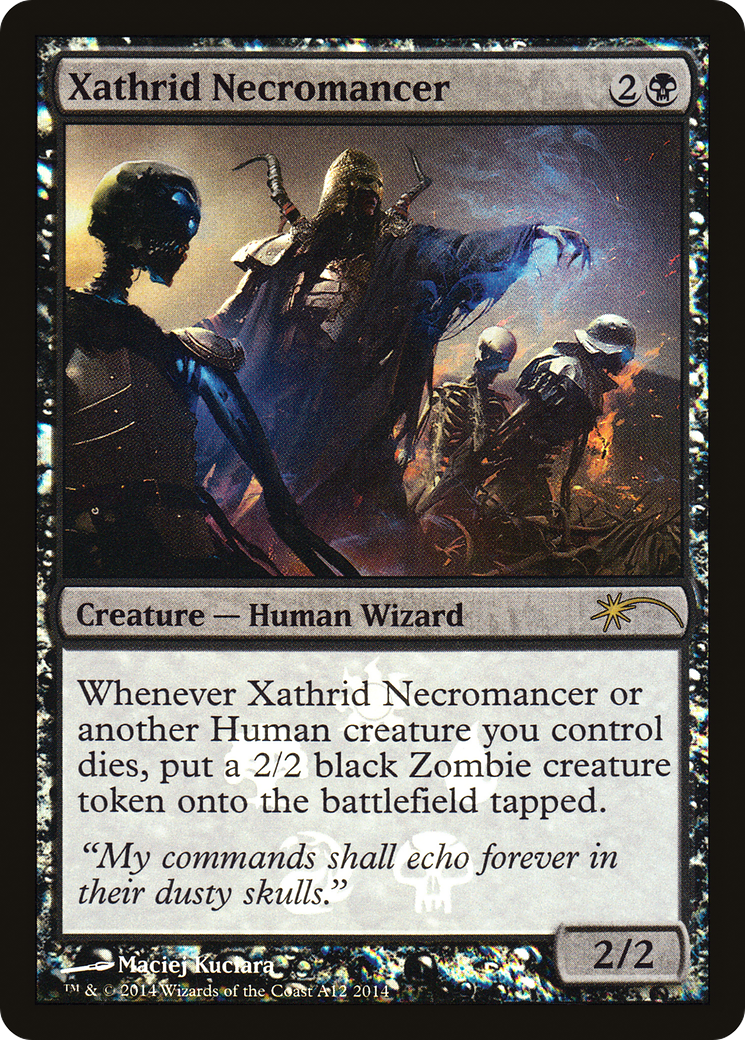 Xathrid Necromancer 2
Creature — Human Wizard
Whenever Xathrid Necromancer or
another Human creature you control
dies, put a 2/2 black Zombie creature
token onto the battlefield tapped.
“My commands shall echo forever in
their dusty skulls.”
2/2
Maciej Kuciara
™ & © 2014 Wizards of the Coast A12 2014